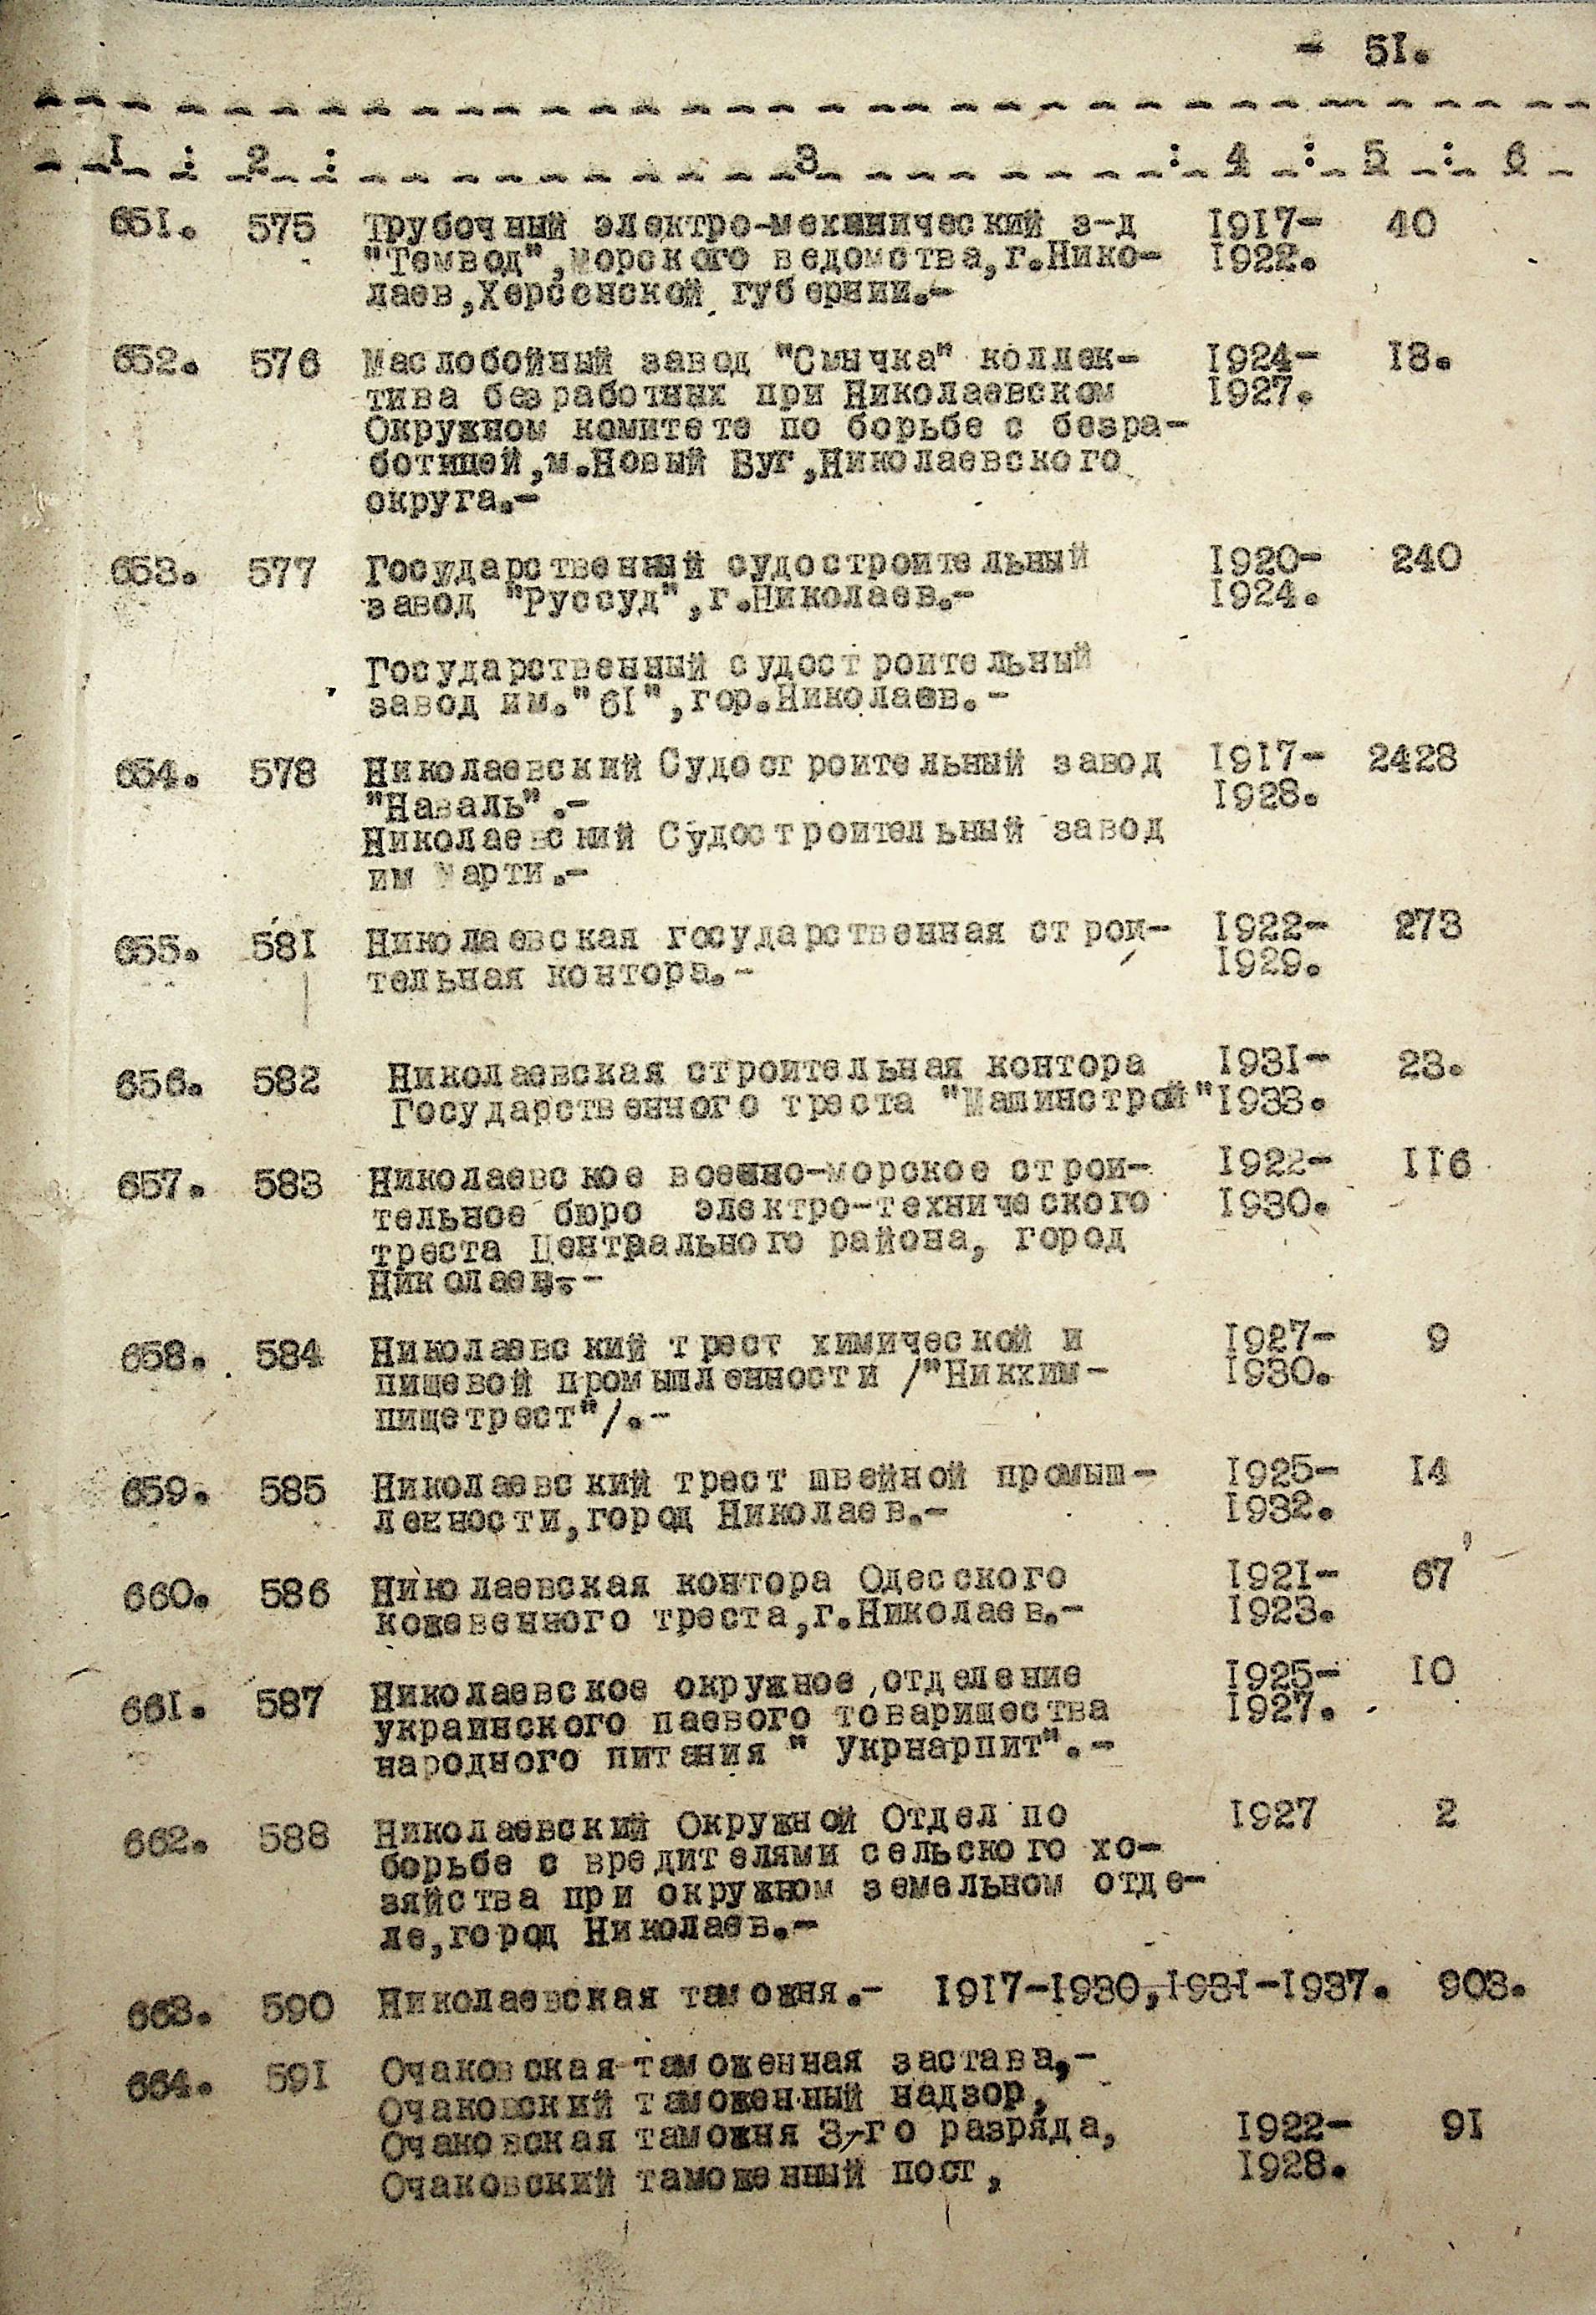 - 51.
1 : 2 : 3 : 4 : 5 : 6
651. 575 Трубочный электро-механический з-д 1917- 40
"Темвод",морского ведомства,г.Нико- 1922.
лаев,Херсонской губернии.-
652. 576 Маслобойный завод "Смычка" коллек- 1924- 18.
тива безработных при Николаевском 1927.
Окружном комитете по борьбе с безра-
ботицей,м.Новый Буг,Николаевского
округа.-
653. 577 Государственный судостроительный 1920- 240
завод "Руссуд",г.Николаев.- 1924.
Государственный судостроительный
завод им."61",гор.Николаев.-
654. 578 Николаевский Судостроительный завод 1917- 2428
"Наваль".- 1928.
Николаевский Судостроительный завод
им Марти.-
655. 581 Николаевская государственная строи- 1922- 273
тельная контора.- 1929.
656. 582 Николаевская строительная контора 1931- 23.
Государственного треста "Машинстрой" 1933.
657. 583 Николаевское военно-морское строи- 1922- 116
тельное бюро электро-технического 1930.
треста Центрального района, город
Николаев.-
658. 584 Николаевский трест химической и 1927- 9
пищевой промышленности /"Никхим- 1930.
пищетрест"/.-
659. 585 Николаевский трест швейной промыш- 1925- 14
ленности,город Николаев.- 1932.
660. 586 Николаевская контора Одесского 1921- 67
кожевенного треста,г.Николаев.- 1923.
661. 587 Николаевское окружное отделение 1925- 10
украинского паевого товарищества 1927.
народного питания " укрнарпит".-
662. 588 Николаевский Окружной Отдел по 1927 2
борьбе с вредителями сельского хо-
зяйства при окружном земельном отде-
ле,город Николаев.-
663. 590 Николаевская таможня.- 1917-1930,1931-1937. 903.
664. 591 Очаковская таможенная застава,-
Очаковский таможенный надзор,
Очаковская таможня 3-го разряда, 1922- 91
Очаковский таможенный пост, 1928.